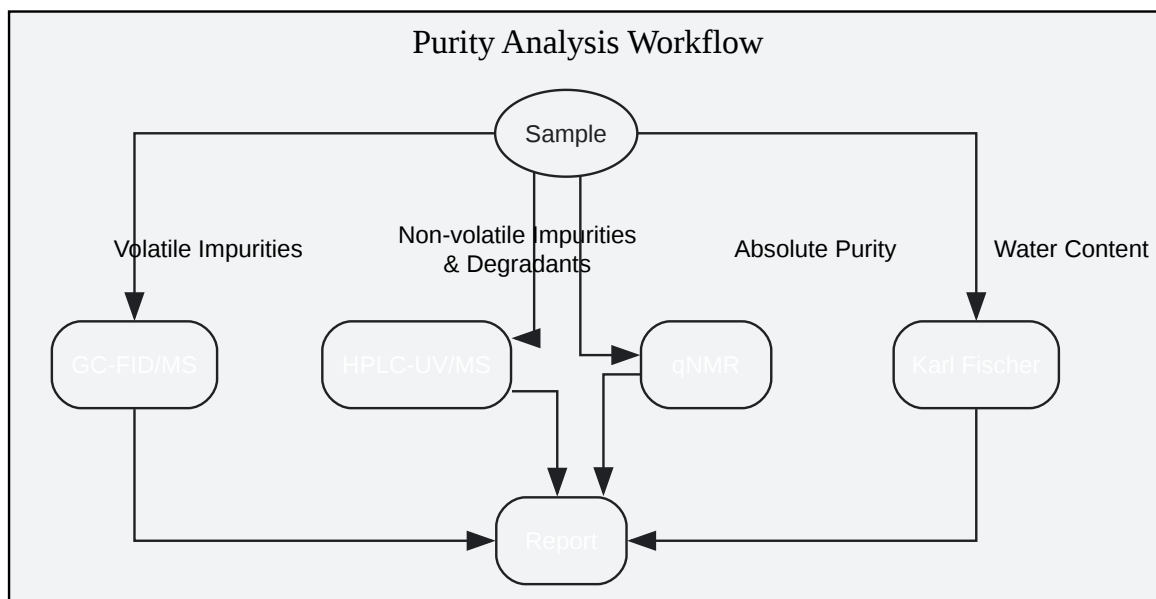 Purity Analysis Workflow
Sample
Volatile Impurities
Non-volatile Impurities
& Degradants
Absolute Purity
Water Content
GC-FID/MS
HPLC-UV/MS
qNMR
Karl Fischer
Report